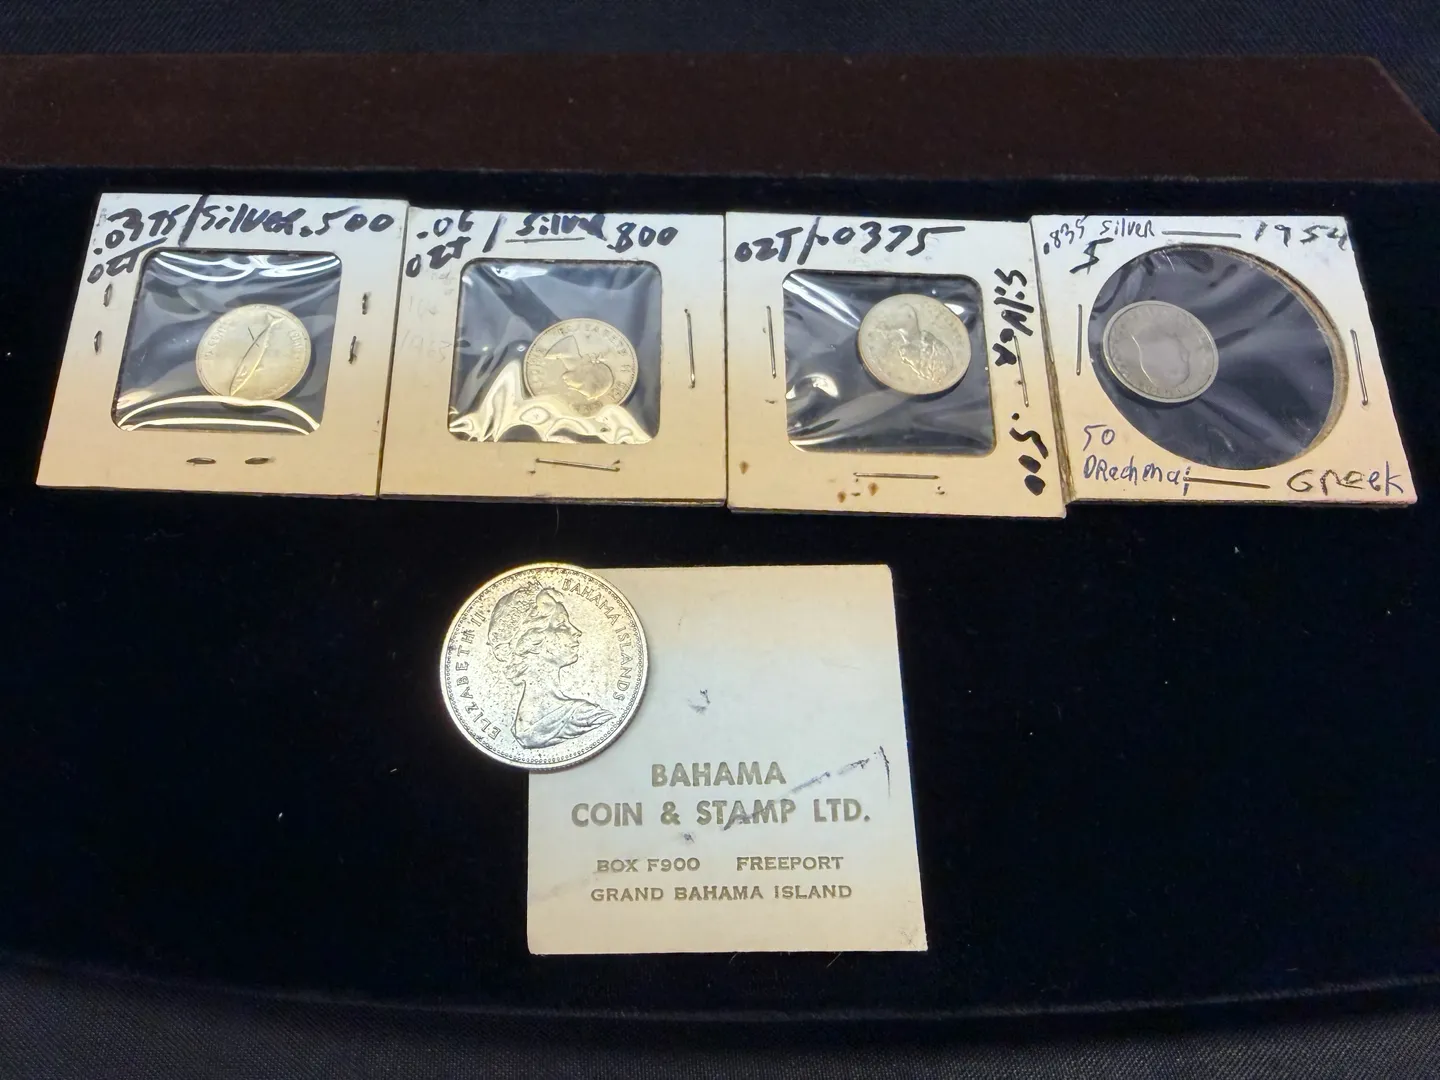 .0375/Silver.500
OZT
.06 / Silver 800
OZT
OZT/.0375
Silver - .500
.835 Silver — 1954
50
Drachmai — Greek
ELIZABETH II BAHAMA ISLANDS
BAHAMA
COIN & STAMP LTD.
BOX F900 FREEPORT
GRAND BAHAMA ISLAND